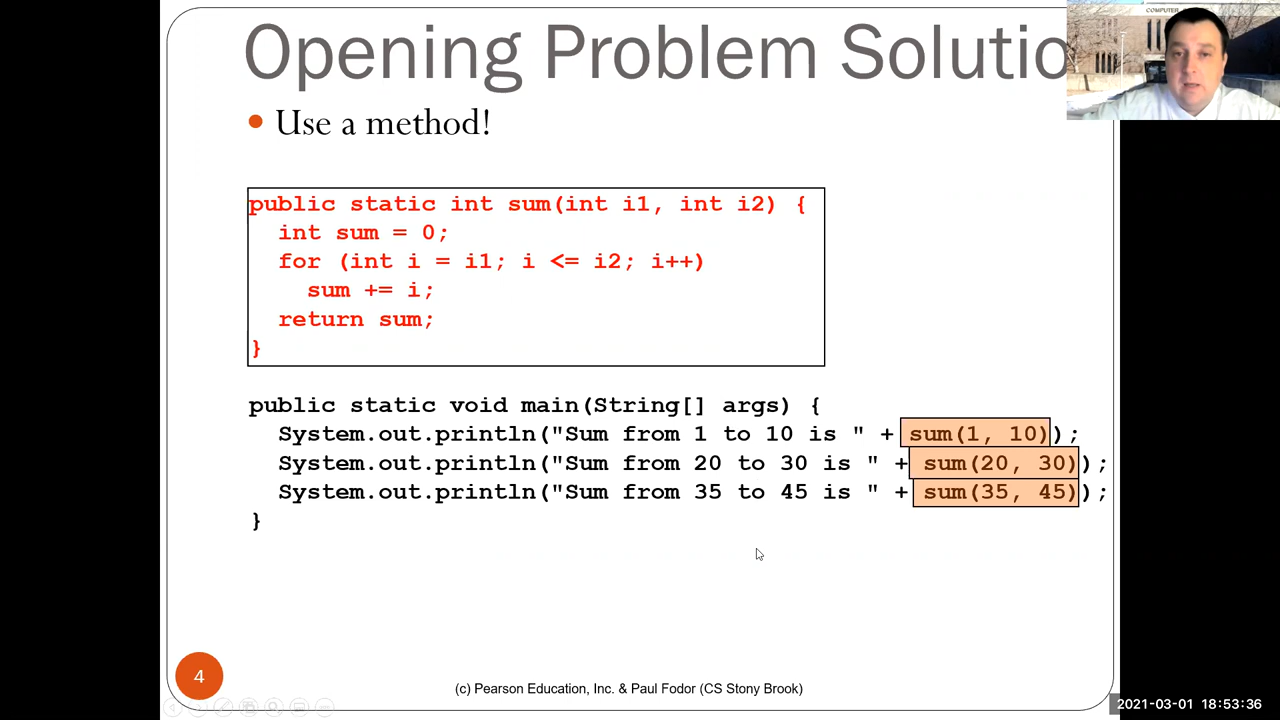 COMPUTER
Opening Problem Solutio
• Use a method!
public static int sum(int i1, int i2) {
int sum = 0;
for (int i = i1; i <= i2; i++)
sum += i;
return sum;
}
public static void main(String[] args) {
System.out.println("Sum from 1 to 10 is " + sum(1, 10));
System.out.println("Sum from 20 to 30 is " + sum(20, 30));
System.out.println("Sum from 35 to 45 is " + sum(35, 45));
}
4
(c) Pearson Education, Inc. & Paul Fodor (CS Stony Brook)
2021-03-01 18:53:36